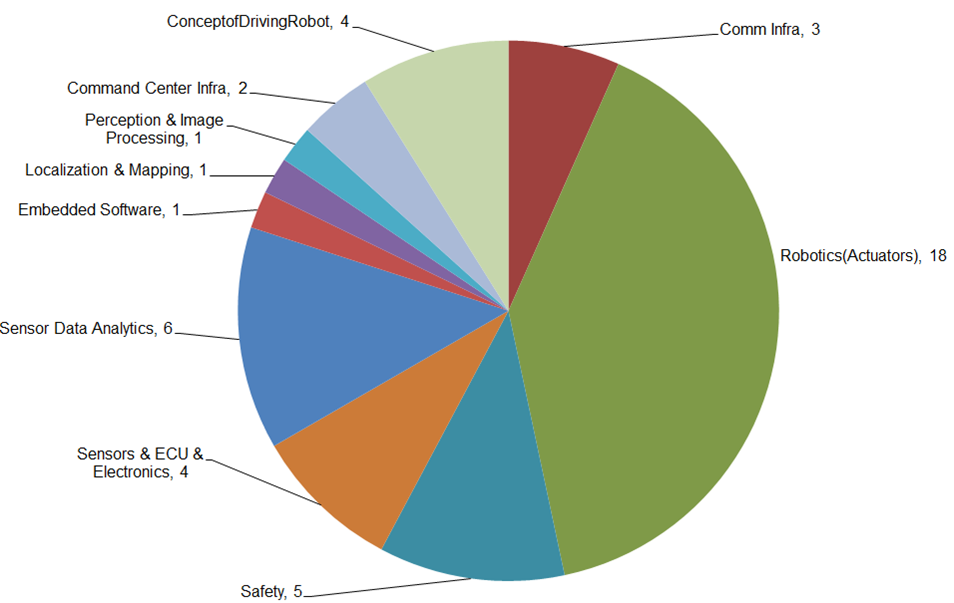 ConceptofDrivingRobot, 4
Comm Infra, 3
Command Center Infra, 2
Perception & Image
Processing, 1
Localization & Mapping, 1
Embedded Software, 1
Robotics(Actuators), 18
Sensor Data Analytics, 6
Sensors & ECU &
Electronics, 4
Safety, 5